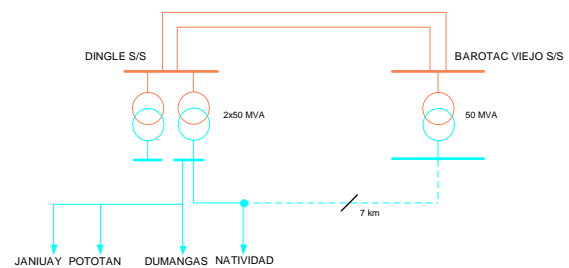 DINGLE S/S
BAROTAC VIEJO S/S
2x50 MVA
50 MVA
7 km
JANIUAY
POTOTAN
DUMANGAS
NATIVIDAD